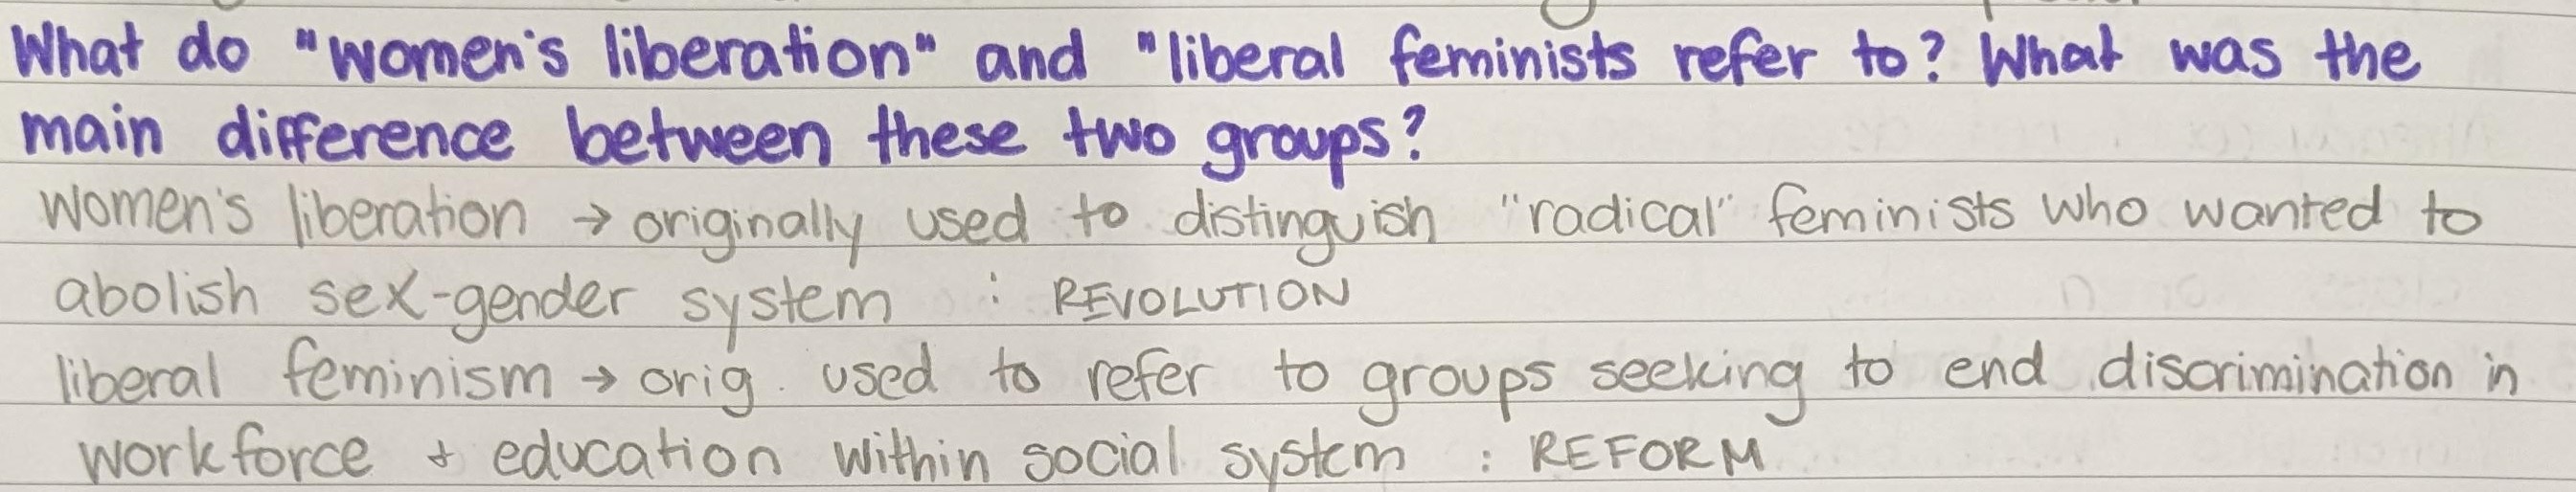 What do "women's liberation" and "liberal feminists refer to? What was the
main difference between these two groups?
women's liberation → originally used to distinguish "radical" feminists who wanted to
abolish sex-gender system : REVOLUTION
liberal feminism → orig. used to refer to groups seeking to end discrimination in
workforce + education within social system : REFORM